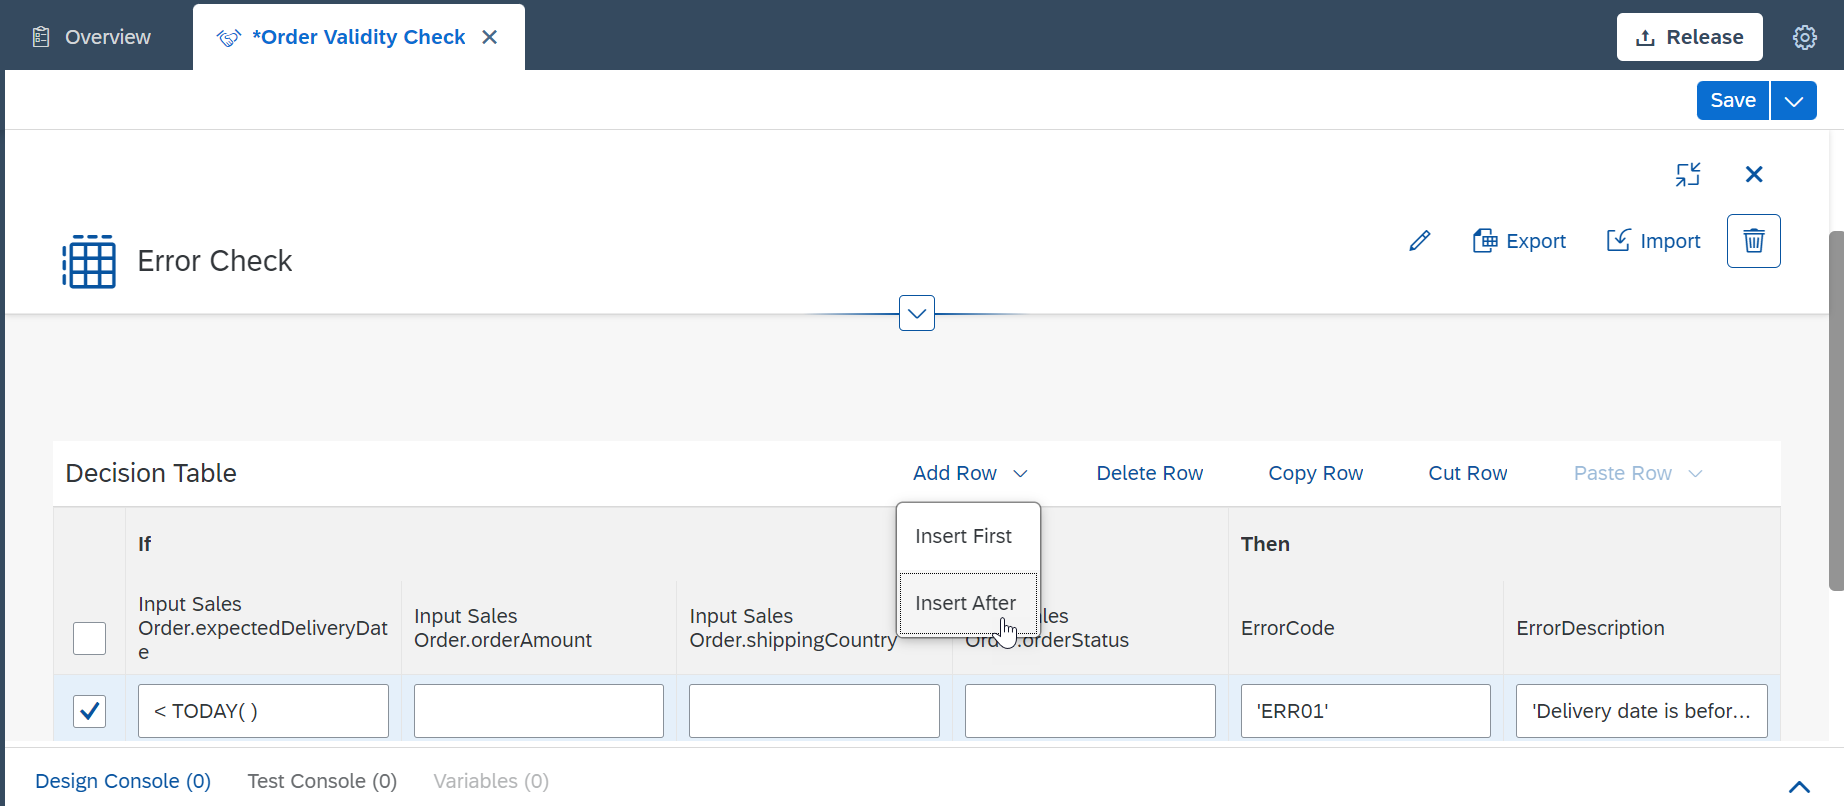 Overview
*Order Validity Check
Release
Save
Error Check
Export
Import
Decision Table
Add Row
Delete Row
Copy Row
Cut Row
Paste Row
Insert First
Insert After
If
Then
Input Sales
Order.expectedDeliveryDat
e
Input Sales
Order.orderAmount
Input Sales
Order.shippingCountry
les
Ord  .orderStatus
ErrorCode
ErrorDescription
< TODAY( )
'ERR01'
'Delivery date is befor...
Design Console (0)
Test Console (0)
Variables (0)